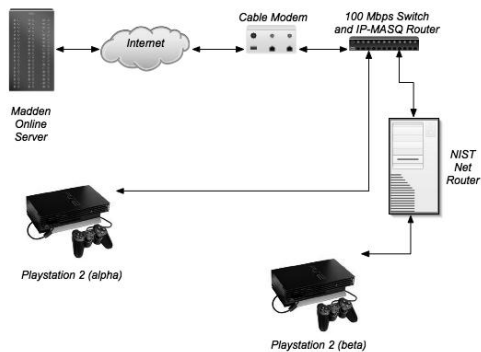 Cable Modem
100 Mbps Switch
and IP-MASQ Router
Internet
Madden
Online
Server
NIST
Net
Router
Playstation 2 (alpha)
Playstation 2 (beta)